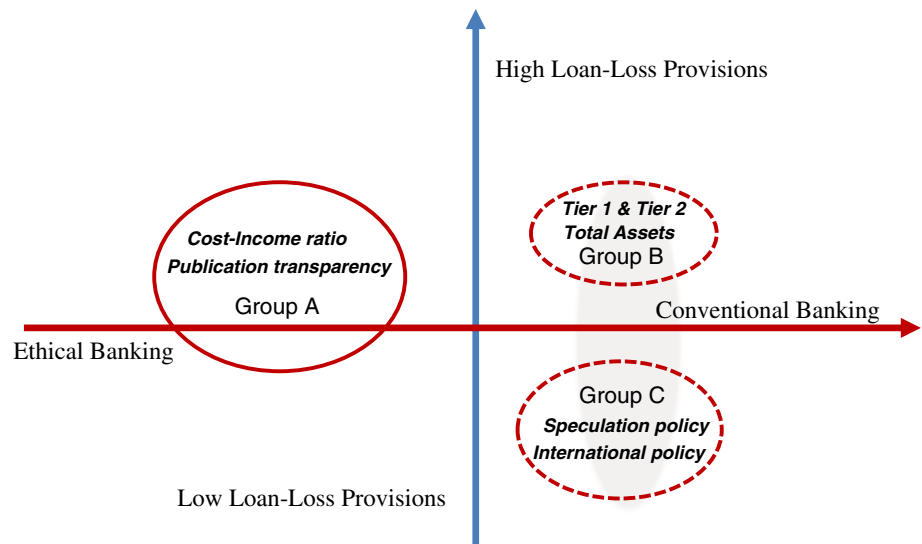 High Loan-Loss Provisions
Cost-Income ratio
Publication transparency
Group A
Tier 1 & Tier 2
Total Assets
Group B
Conventional Banking
Ethical Banking
Group C
Speculation policy
International policy
Low Loan-Loss Provisions